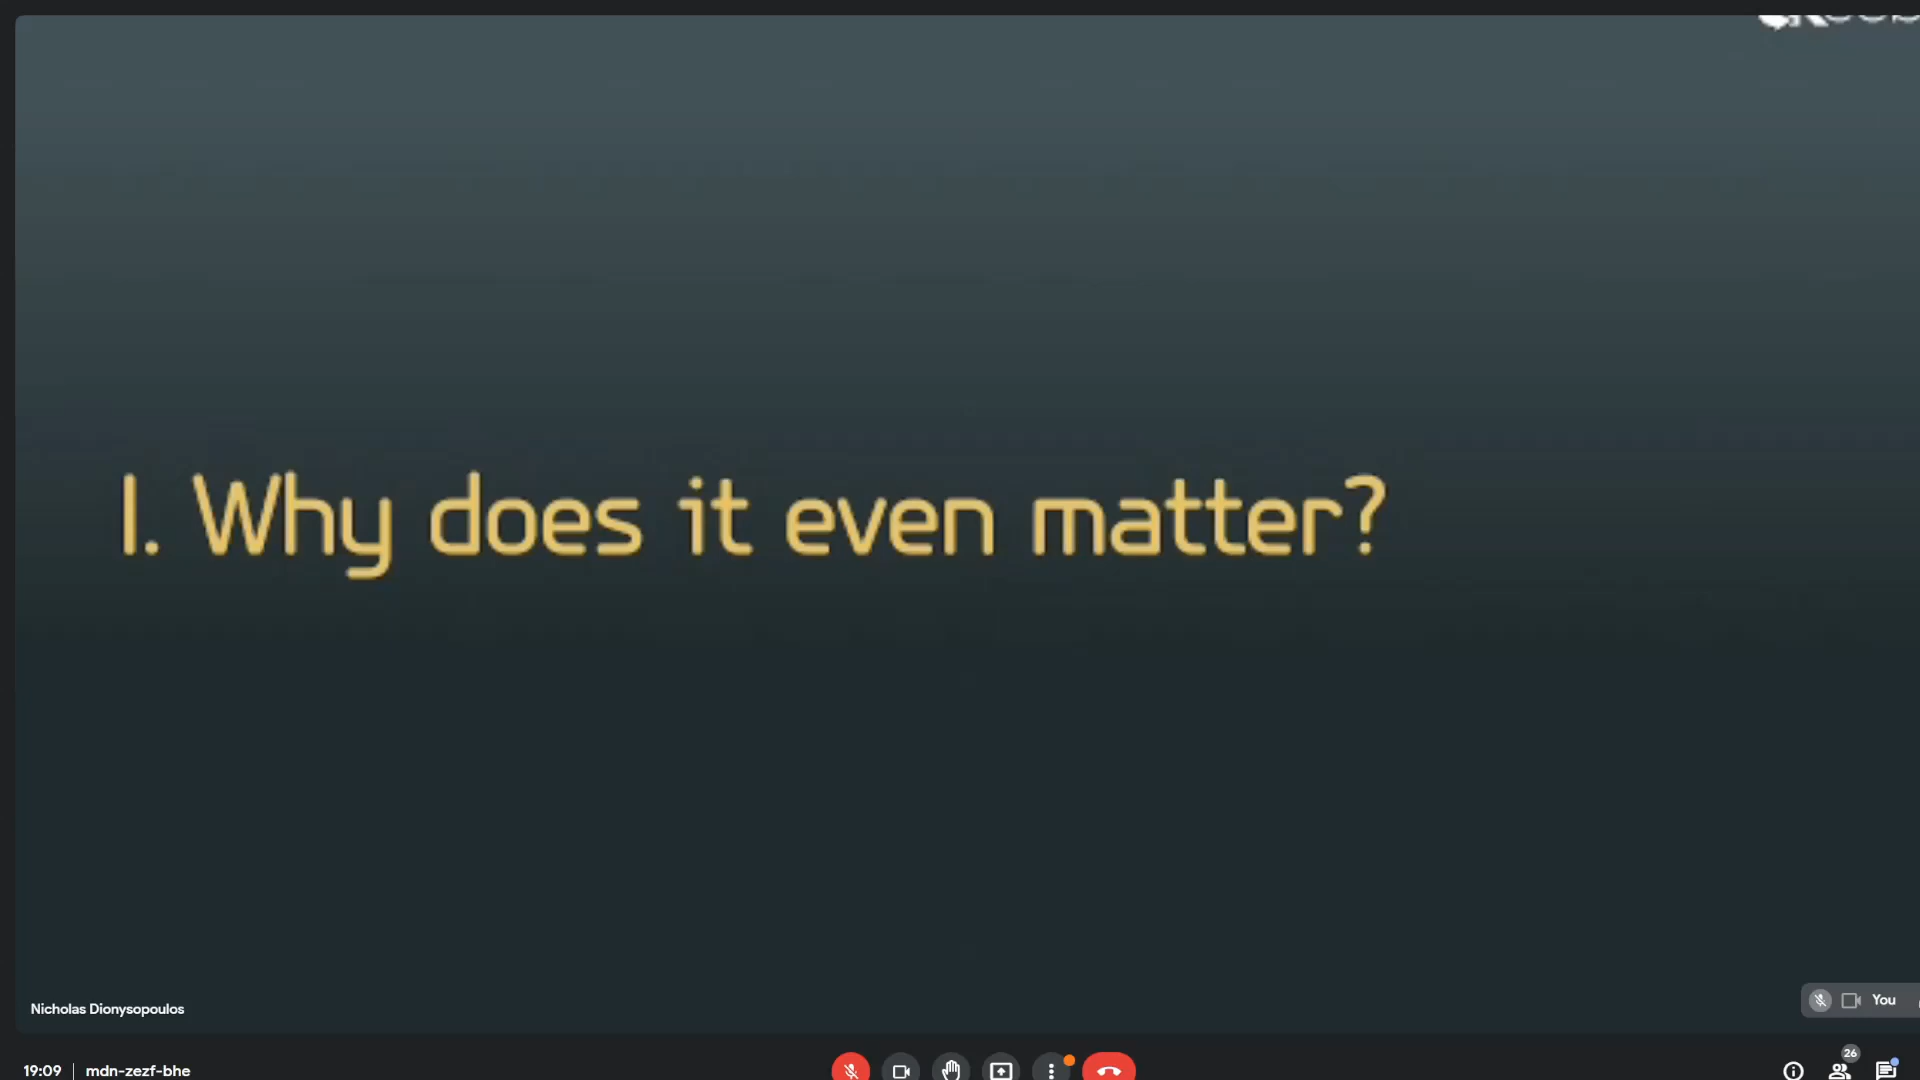 I. Why does it even matter?
Nicholas Dionysopoulos
You
26
19:09 | mdn-zezf-bhe